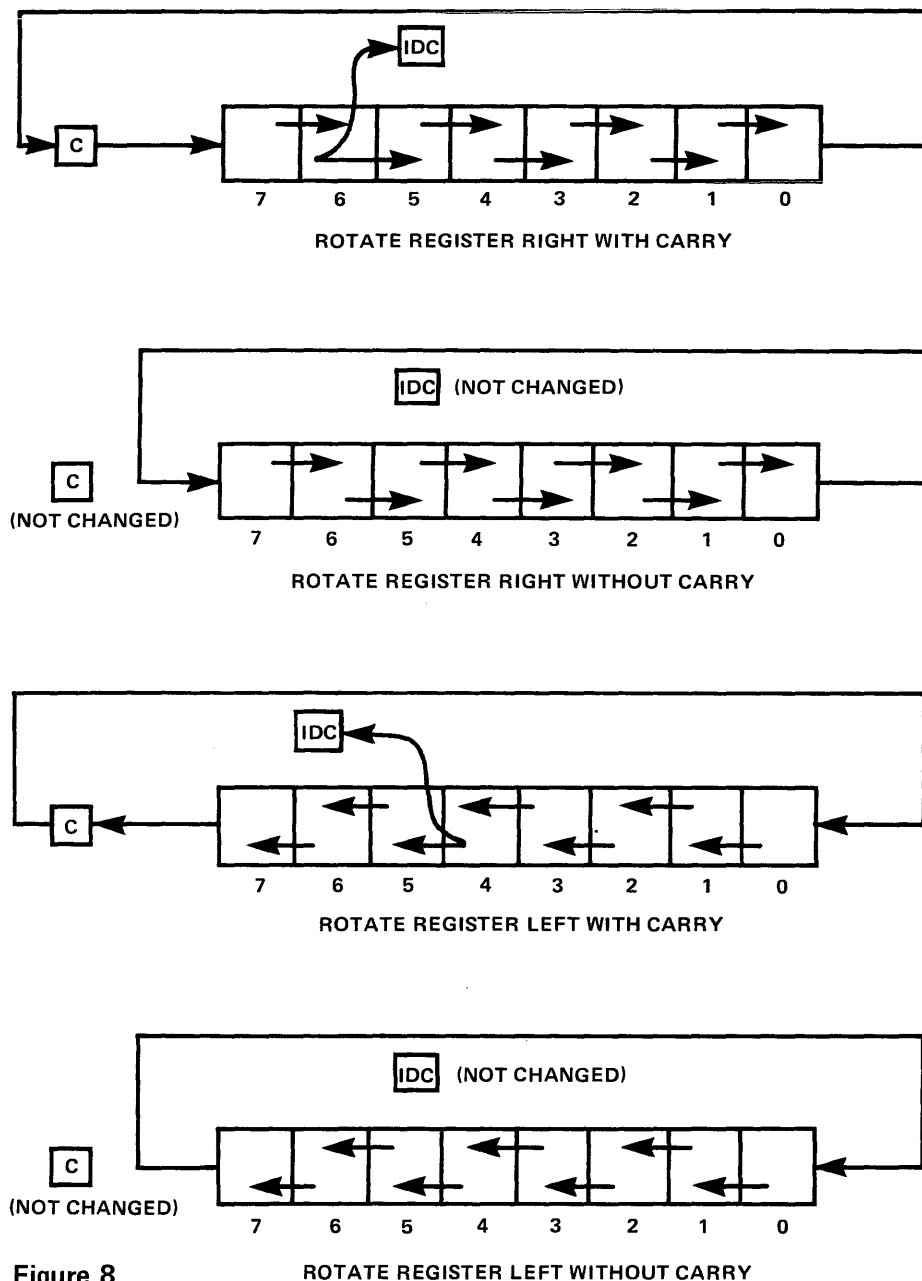 IDC
C
7 6 5 4 3 2 1 0
ROTATE REGISTER RIGHT WITH CARRY
IDC (NOT CHANGED)
C
(NOT CHANGED)
7 6 5 4 3 2 1 0
ROTATE REGISTER RIGHT WITHOUT CARRY
IDC
C
7 6 5 4 3 2 1 0
ROTATE REGISTER LEFT WITH CARRY
IDC (NOT CHANGED)
C
(NOT CHANGED)
7 6 5 4 3 2 1 0
Figure 8
ROTATE REGISTER LEFT WITHOUT CARRY